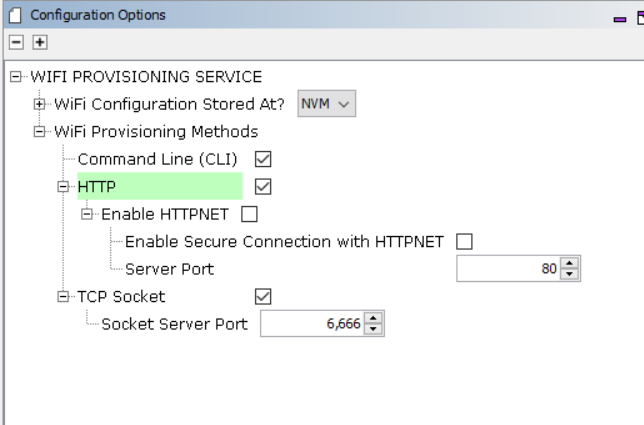 Configuration Options
WIFI PROVISIONING SERVICE
WiFi Configuration Stored At? NVM
WiFi Provisioning Methods
Command Line (CLI)
HTTP
Enable HTTPNET
Enable Secure Connection with HTTPNET
Server Port 80
TCP Socket
Socket Server Port 6,666